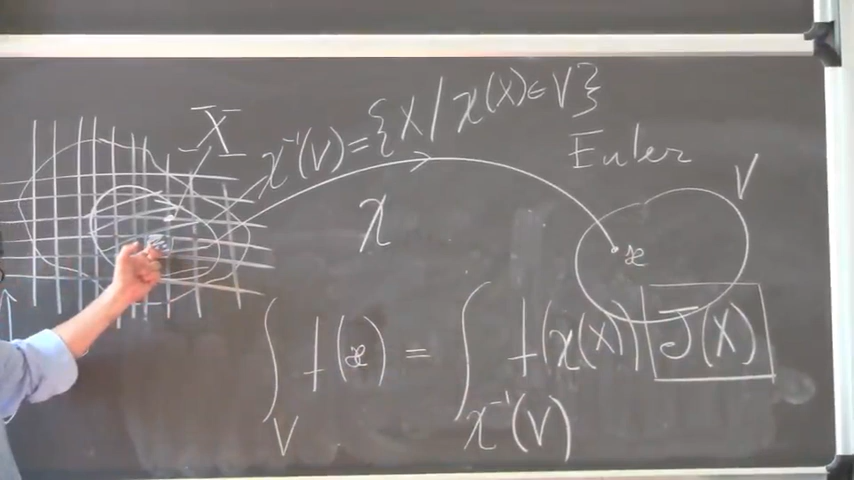 X
χ⁻¹(V)={X/χ(X)∈V}
Euler
V
χ
x
∫_V f(x) = ∫_{χ⁻¹(V)} f(χ(X)) J(X)